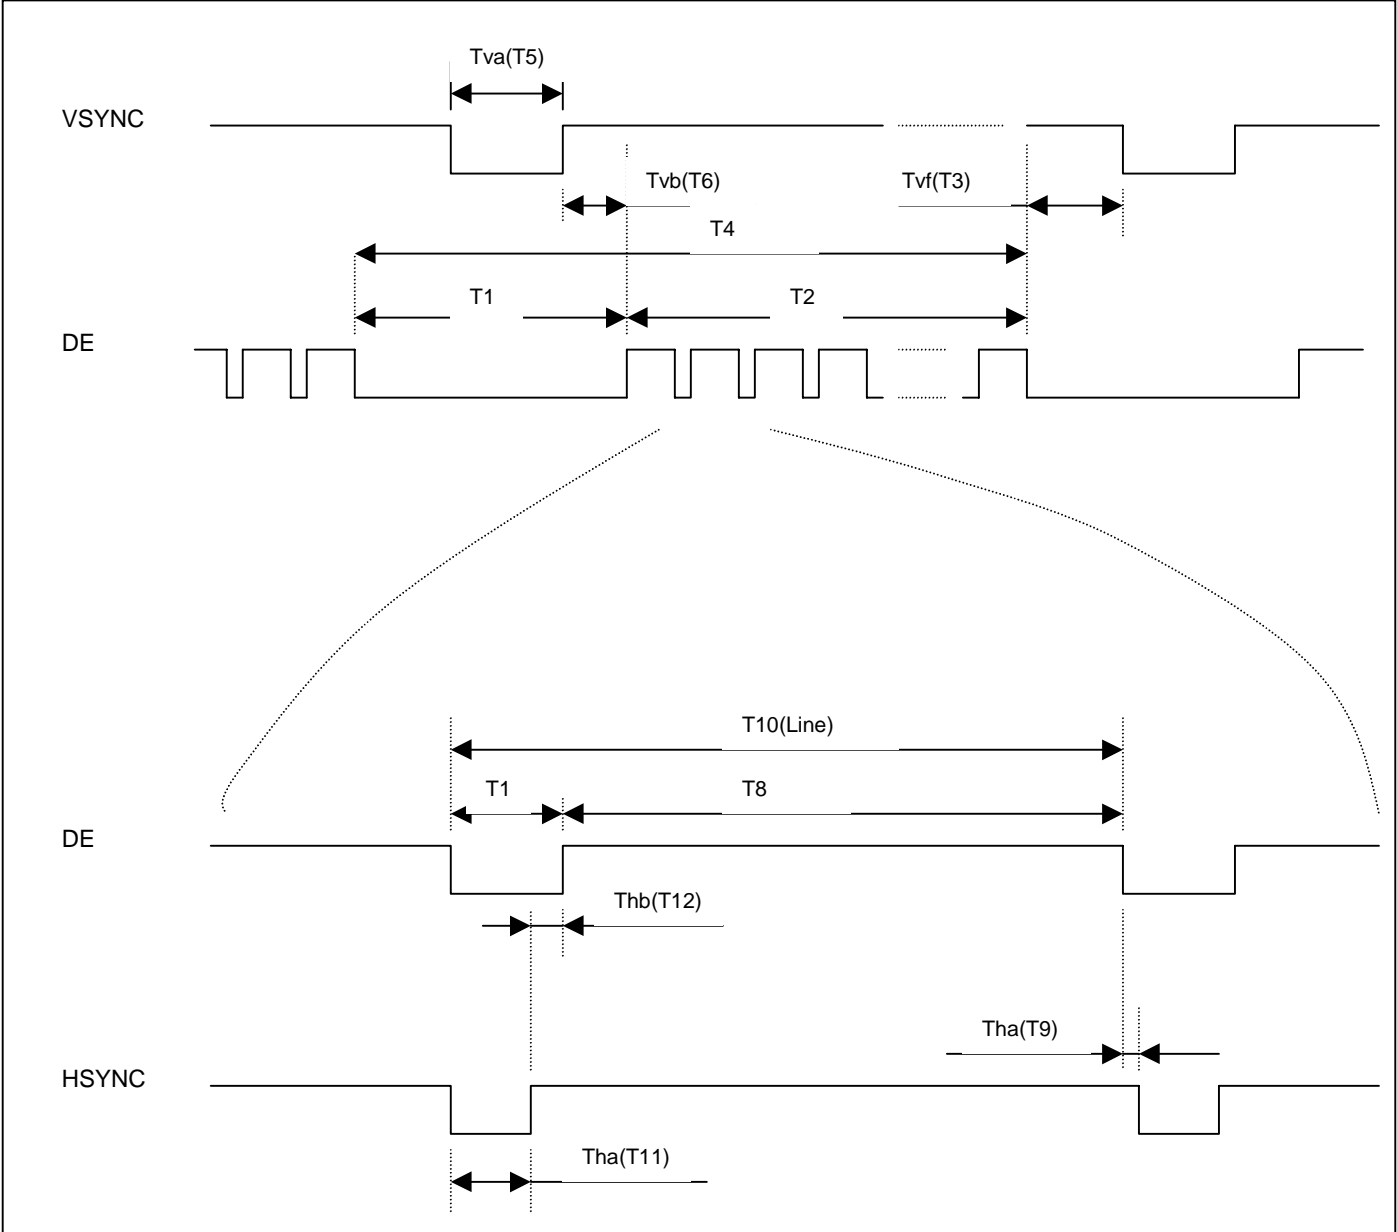 Tva(T5)
VSYNC
Tvb(T6)
Tvf(T3)
T4
T1
T2
DE
T10(Line)
T1
T8
DE
Thb(T12)
Tha(T9)
HSYNC
Tha(T11)